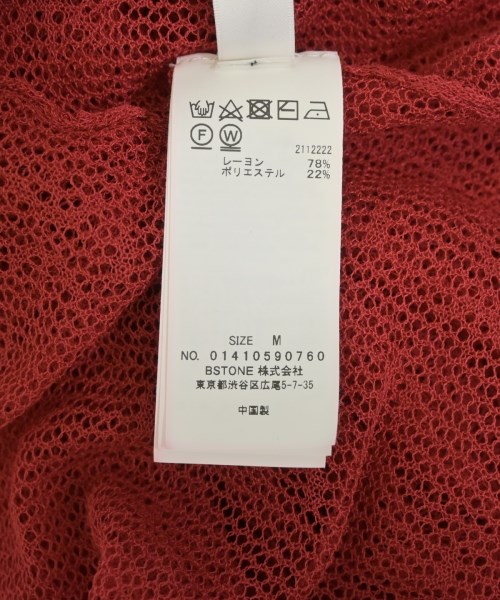 F W
2112222
レーヨン 78%
ポリエステル 22%
SIZE M
NO. 01410590760
BSTONE 株式会社
東京都渋谷区広尾5-7-35
中国製